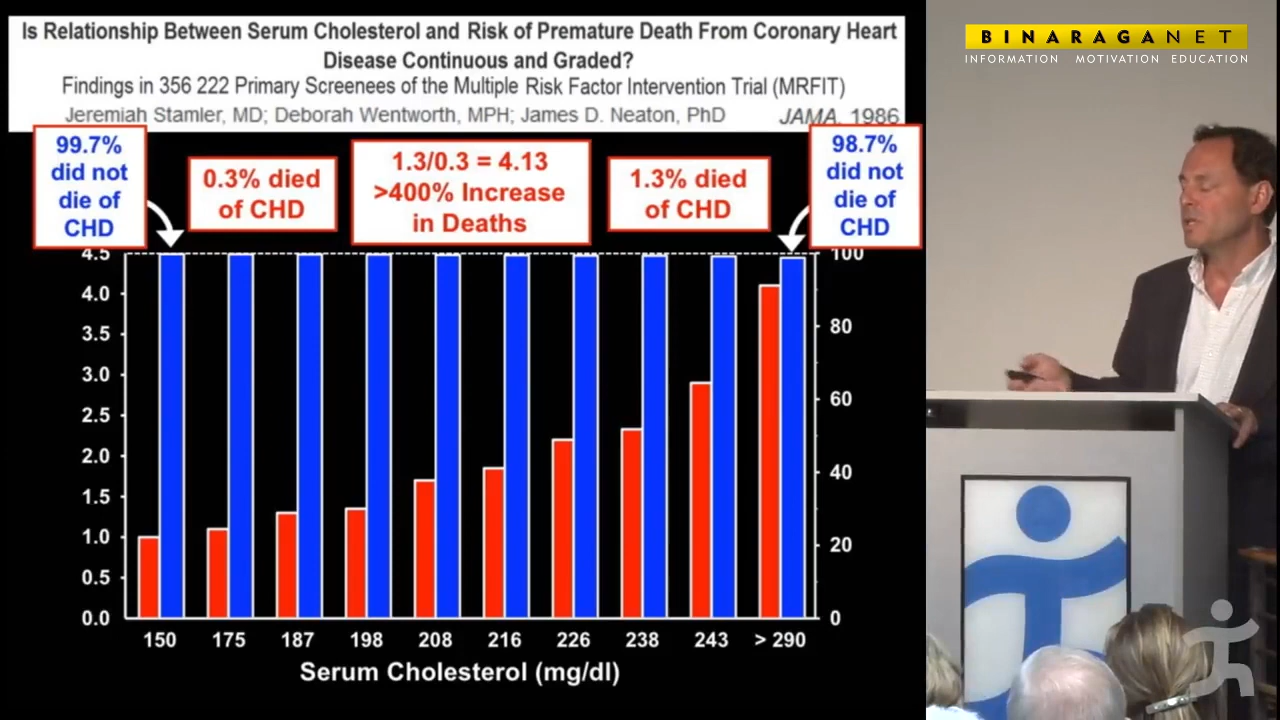 Is Relationship Between Serum Cholesterol and Risk of Premature Death From Coronary Heart
Disease Continuous and Graded?
Findings in 356 222 Primary Screenees of the Multiple Risk Factor Intervention Trial (MRFIT)
Jeremiah Stamler, MD; Deborah Wentworth, MPH; James D. Neaton, PhD JAMA, 1986
BINARAGANET
INFORMATION MOTIVATION EDUCATION
99.7%
did not
die of
CHD
0.3% died
of CHD
1.3/0.3 = 4.13
>400% Increase
in Deaths
1.3% died
of CHD
98.7%
did not
die of
CHD
4.5
4.0
3.5
3.0
2.5
2.0
1.5
1.0
0.5
0.0
100
80
60
40
20
0
150 175 187 198 208 216 226 238 243 > 290
Serum Cholesterol (mg/dl)